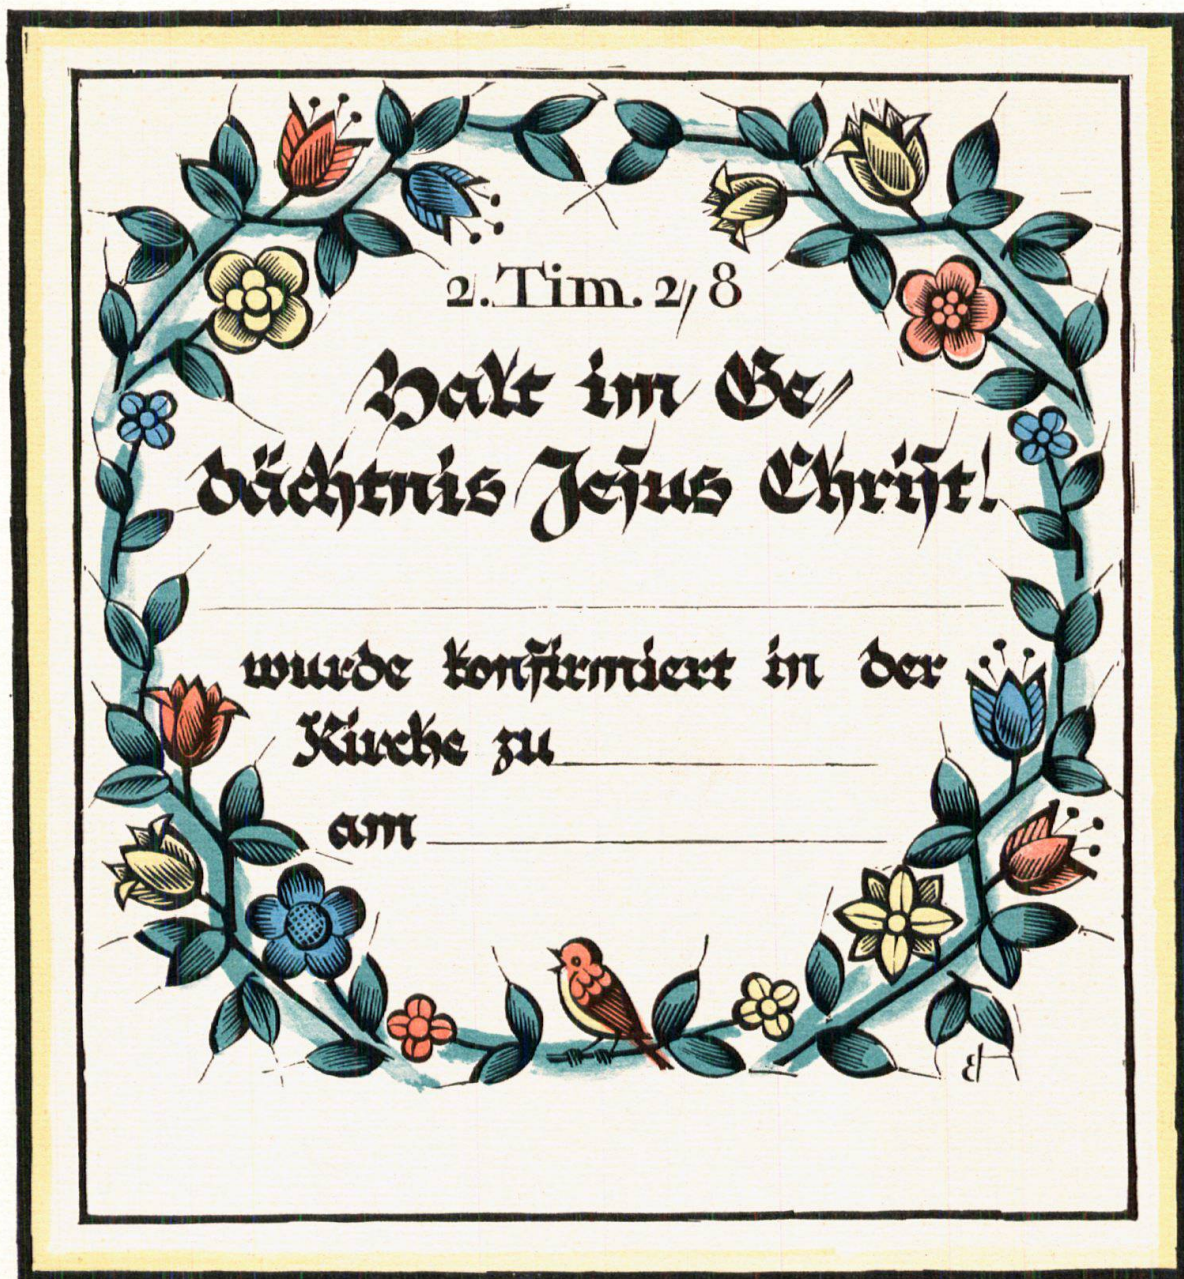 2. Tim. 2, 8
Halt im Ge-
dächtnis Jesus Christ!
wurde konfirmiert in der
Kirche zu
am